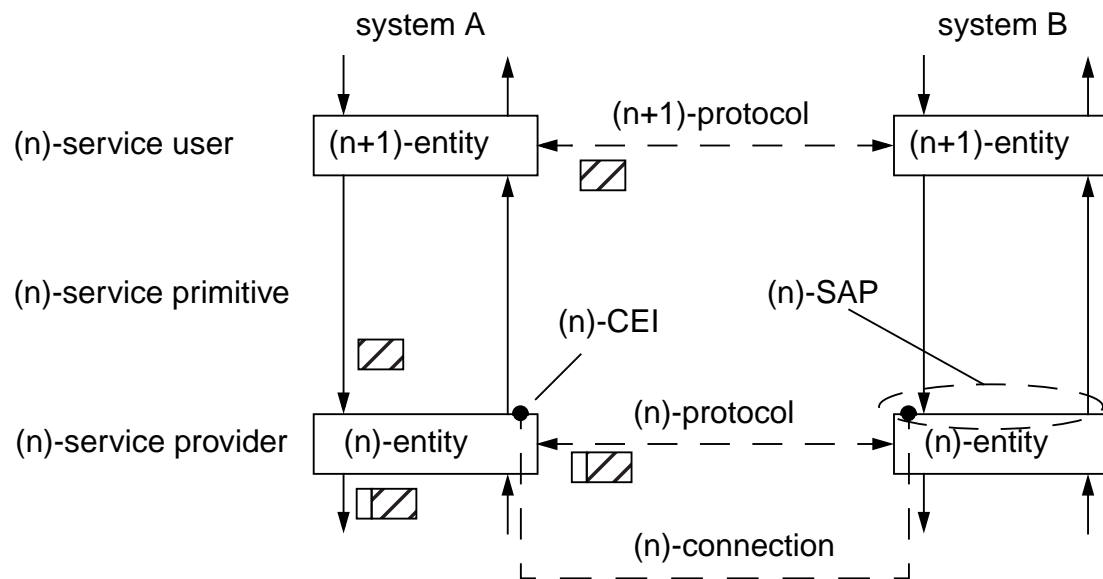 system A
system B
(n)-service user
(n+1)-entity
(n+1)-protocol
(n+1)-entity
(n)-service primitive
(n)-CEI
(n)-SAP
(n)-service provider
(n)-entity
(n)-protocol
(n)-entity
(n)-connection